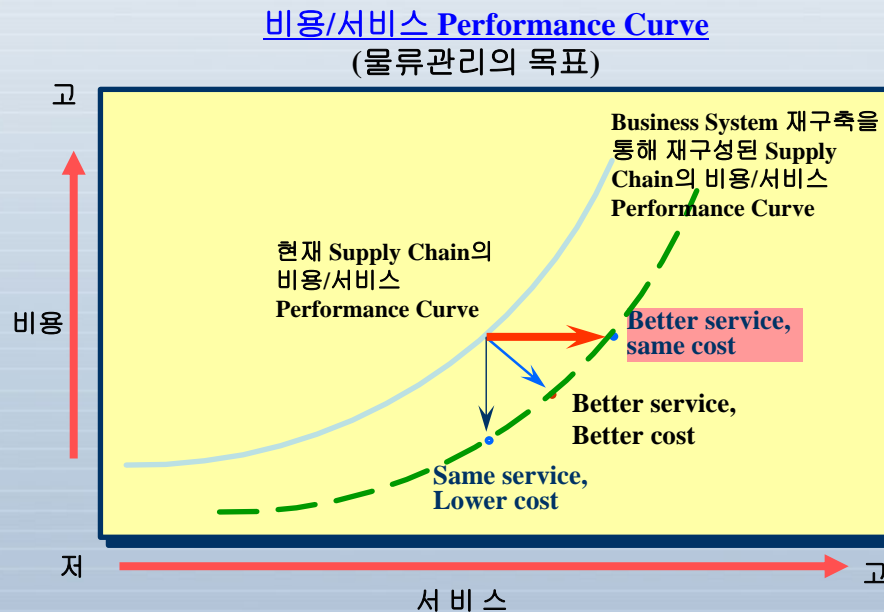 비용/서비스 Performance Curve
(물류관리의 목표)
고
Business System 재구축을
통해 재구성된 Supply
Chain의 비용/서비스
Performance Curve
현재 Supply Chain의
비용/서비스
Performance Curve
비용
Better service,
same cost
Better service,
Better cost
Same service,
Lower cost
저
고
서 비 스